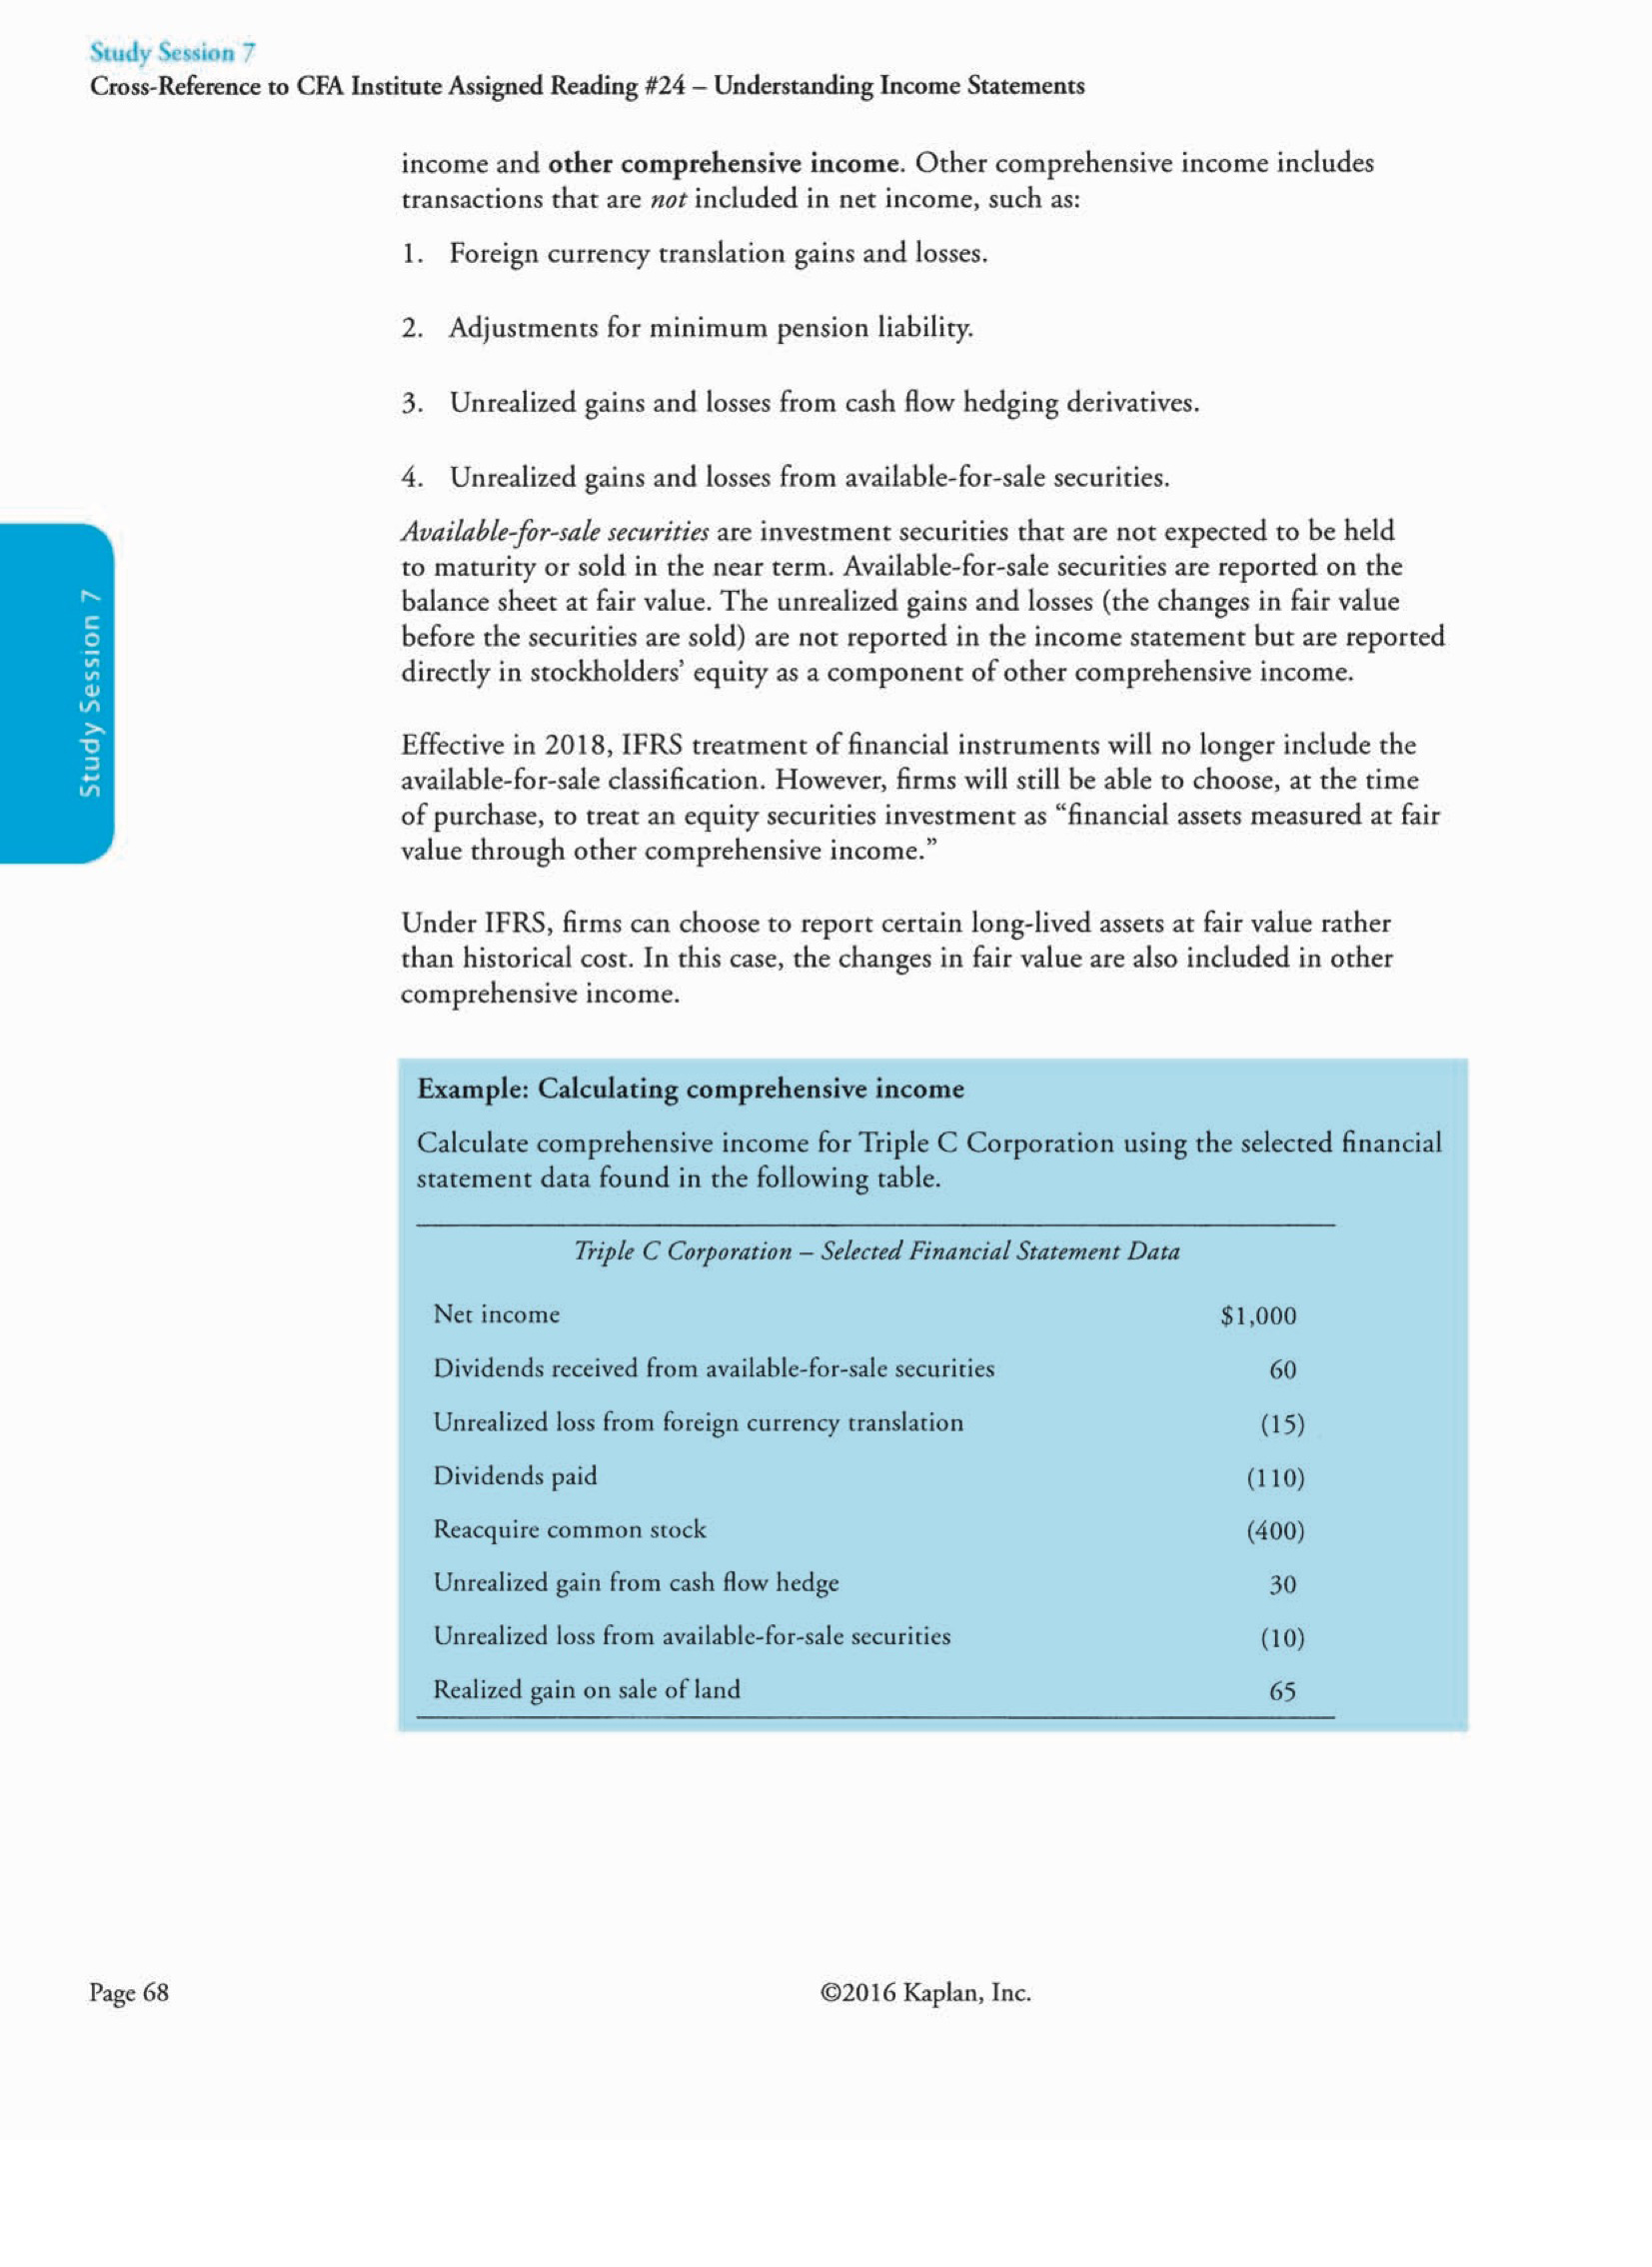 Study Session 7
Cross-Reference to CFA Institute Assigned Reading #24 – Understanding Income Statements
income and other comprehensive income. Other comprehensive income includes
transactions that are not included in net income, such as:
1. Foreign currency translation gains and losses.
2. Adjustments for minimum pension liability.
3. Unrealized gains and losses from cash flow hedging derivatives.
4. Unrealized gains and losses from available-for-sale securities.
Available-for-sale securities are investment securities that are not expected to be held
to maturity or sold in the near term. Available-for-sale securities are reported on the
balance sheet at fair value. The unrealized gains and losses (the changes in fair value
before the securities are sold) are not reported in the income statement but are reported
directly in stockholders' equity as a component of other comprehensive income.
Study Session 7
Effective in 2018, IFRS treatment of financial instruments will no longer include the
available-for-sale classification. However, firms will still be able to choose, at the time
of purchase, to treat an equity securities investment as “financial assets measured at fair
value through other comprehensive income.”
Under IFRS, firms can choose to report certain long-lived assets at fair value rather
than historical cost. In this case, the changes in fair value are also included in other
comprehensive income.
Example: Calculating comprehensive income
Calculate comprehensive income for Triple C Corporation using the selected financial
statement data found in the following table.
Triple C Corporation – Selected Financial Statement Data
Net income $1,000
Dividends received from available-for-sale securities 60
Unrealized loss from foreign currency translation (15)
Dividends paid (110)
Reacquire common stock (400)
Unrealized gain from cash flow hedge 30
Unrealized loss from available-for-sale securities (10)
Realized gain on sale of land 65
Page 68 ©2016 Kaplan, Inc.